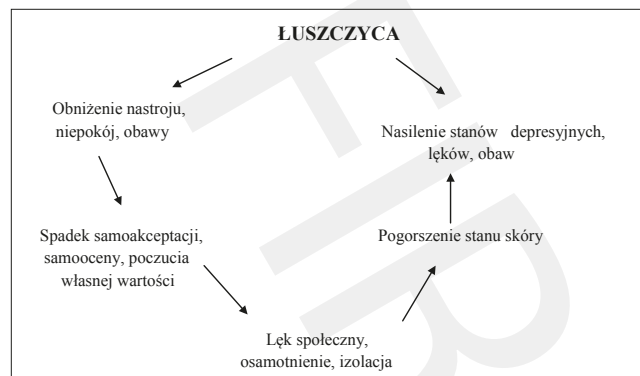 ŁUSZCZYCA
Obniżenie nastroju,
niepokój, obawy
Nasilenie stanów depresyjnych,
lęków, obaw
Spadek samoakceptacji,
samooceny, poczucia
własnej wartości
Pogorszenie stanu skóry
Lęk społeczny,
osamotnienie, izolacja